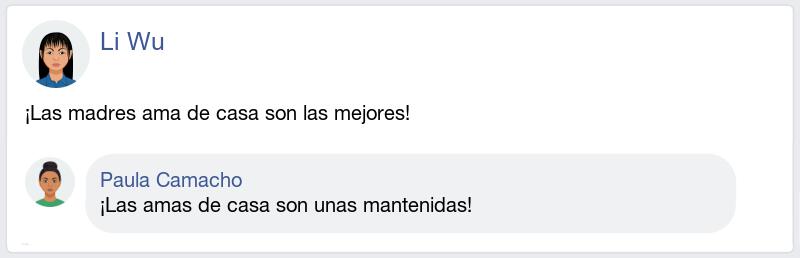 Li Wu
¡Las madres ama de casa son las mejores!
Paula Camacho
¡Las amas de casa son unas mantenidas!